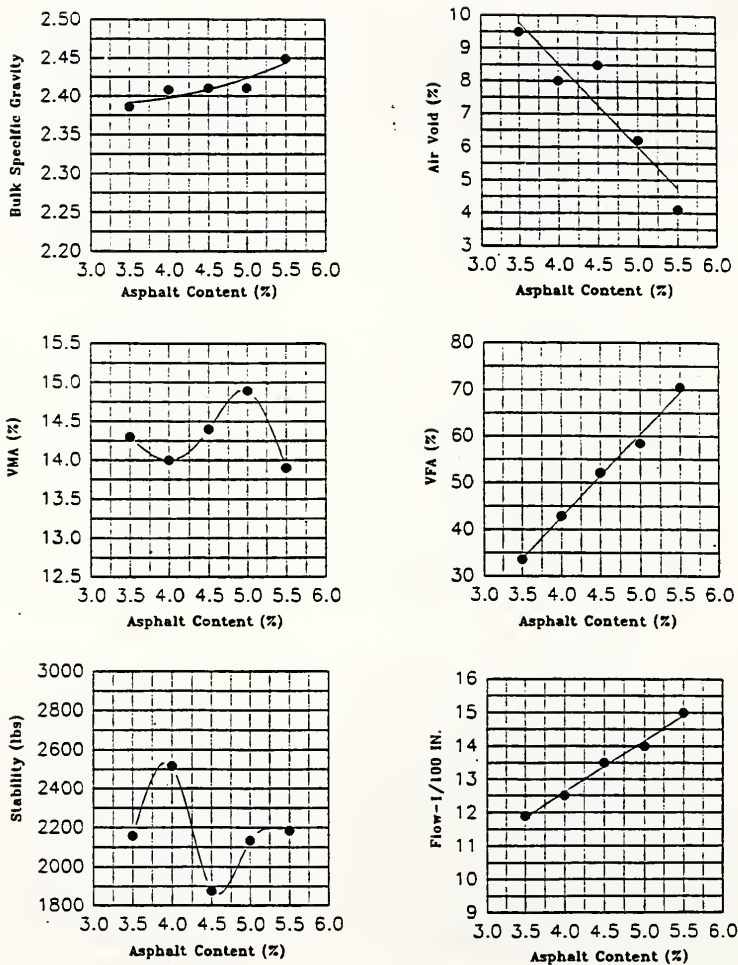 2.50
2.45
2.40
2.35
2.30
2.25
2.20
Bulk Specific Gravity
3.0 3.5 4.0 4.5 5.0 5.5 6.0
Asphalt Content (%)
10
9
8
7
6
5
4
3
Air Void (%)
3.0 3.5 4.0 4.5 5.0 5.5 6.0
Asphalt Content (%)
15.5
15.0
14.5
14.0
13.5
13.0
12.5
VMA (%)
3.0 3.5 4.0 4.5 5.0 5.5 6.0
Asphalt Content (%)
80
70
60
50
40
30
VFA (%)
3.0 3.5 4.0 4.5 5.0 5.5 6.0
Asphalt Content (%)
3000
2800
2600
2400
2200
2000
1800
Stability (lbs)
3.0 3.5 4.0 4.5 5.0 5.5 6.0
Asphalt Content (%)
16
15
14
13
12
11
10
9
Flow-1/100 IN.
3.0 3.5 4.0 4.5 5.0 5.5 6.0
Asphalt Content (%)